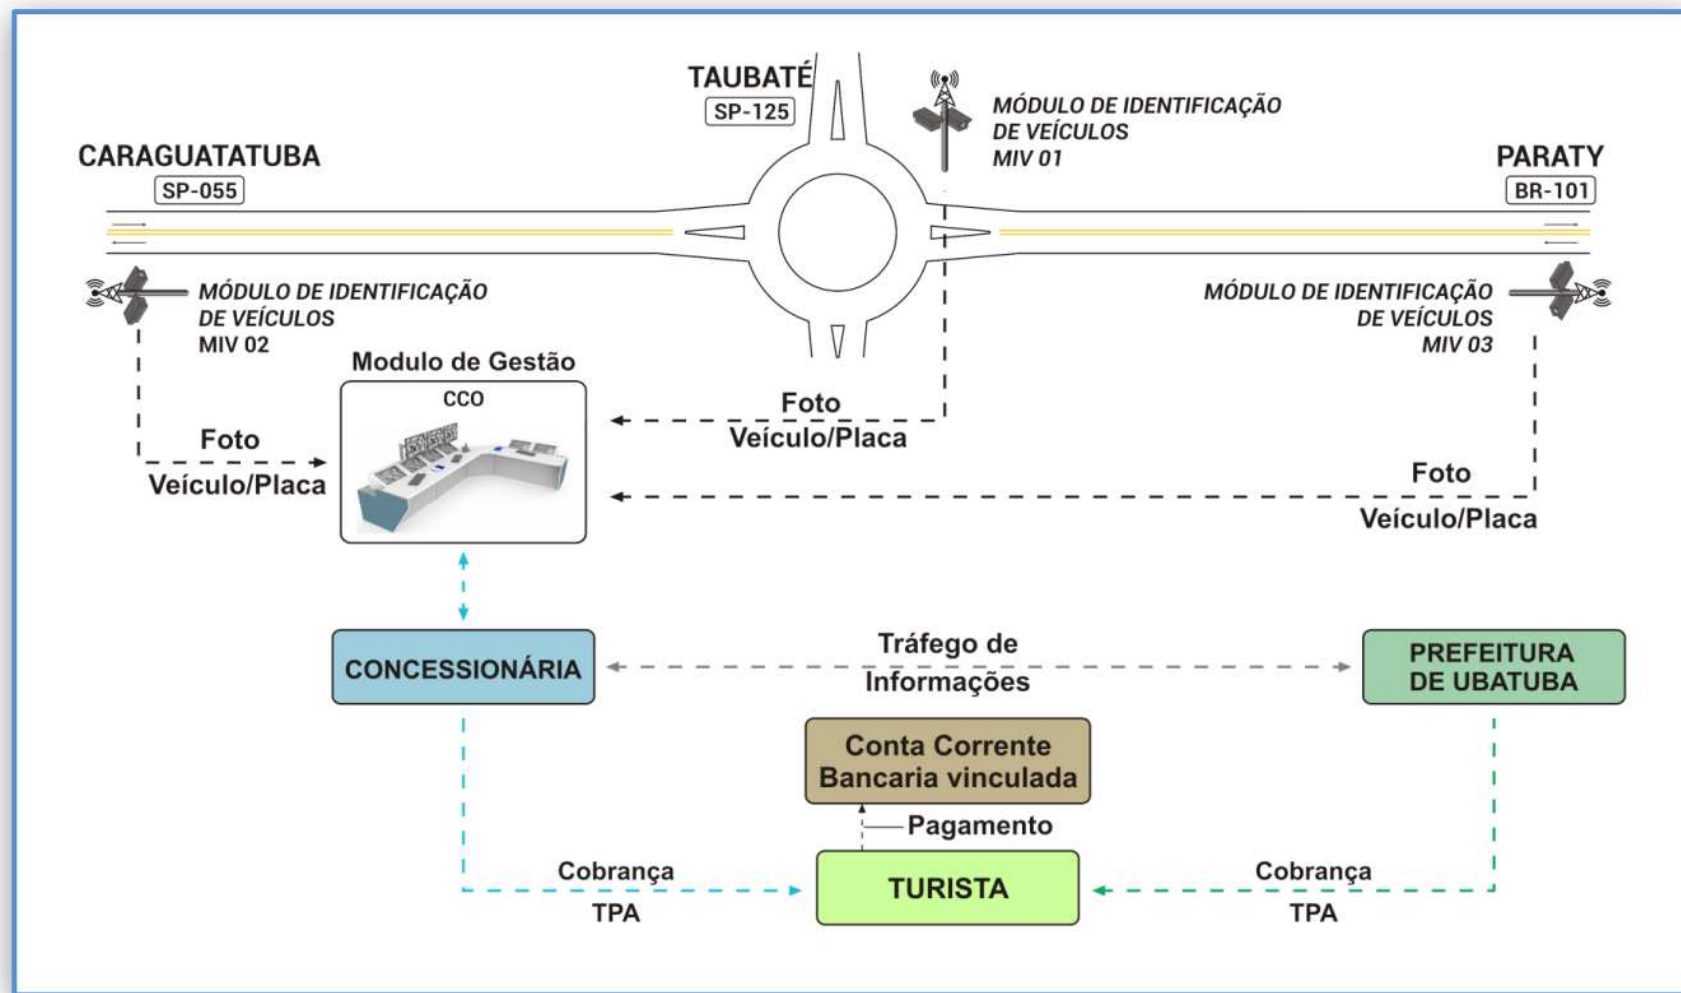 TAUBATÉ
SP-125
MÓDULO DE IDENTIFICAÇÃO
DE VEÍCULOS
MIV 01
CARAGUATATUBA
SP-055
PARATY
BR-101
MÓDULO DE IDENTIFICAÇÃO
DE VEÍCULOS
MIV 02
MÓDULO DE IDENTIFICAÇÃO
DE VEÍCULOS
MIV 03
Modulo de Gestão
CCO
Foto
Veículo/Placa
Foto
Veículo/Placa
Foto
Veículo/Placa
CONCESSIONÁRIA
Tráfego de
Informações
PREFEITURA
DE UBATUBA
Conta Corrente
Bancaria vinculada
Pagamento
Cobrança
TPA
TURISTA
Cobrança
TPA